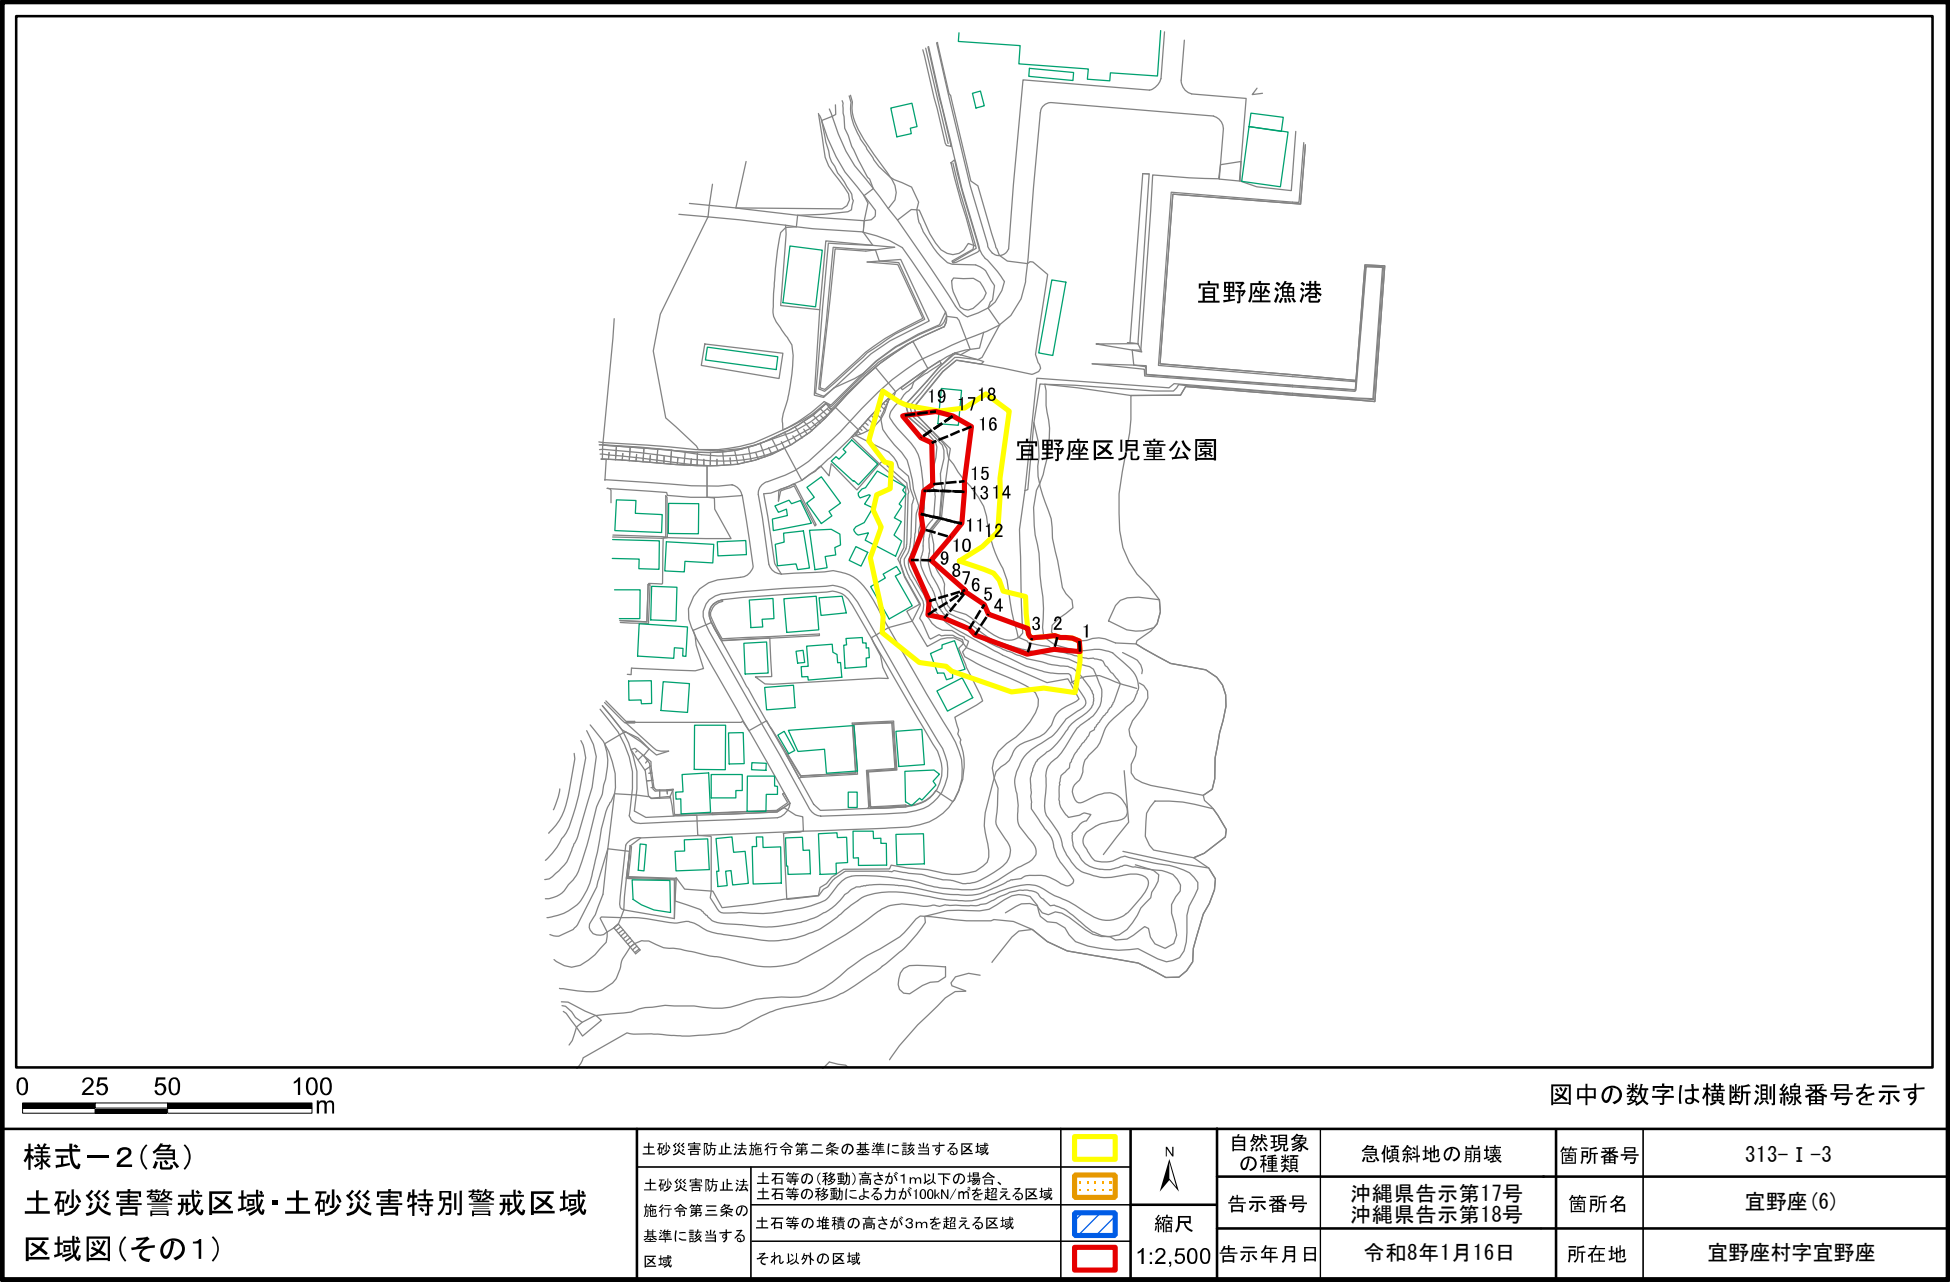 宜野座漁港
19
17
18
16
宜野座区児童公園
15
13
14
11
12
10
9
8
7
6
5
4
3
2
1
0 25 50 100
m
図中の数字は横断測線番号を示す
様式－2(急)
土砂災害警戒区域・土砂災害特別警戒区域
区域図(その1)
土砂災害防止法施行令第二条の基準に該当する区域
土砂災害防止法
施行令第三条の
基準に該当する
区域
土石等の(移動)高さが1m以下の場合、
土石等の移動による力が100kN/㎡を超える区域
土石等の堆積の高さが3mを超える区域
それ以外の区域
N
縮尺
1:2,500
自然現象
の種類
急傾斜地の崩壊
箇所番号
313-Ⅰ-3
告示番号
沖縄県告示第17号
沖縄県告示第18号
箇所名
宜野座(6)
告示年月日
令和8年1月16日
所在地
宜野座村字宜野座